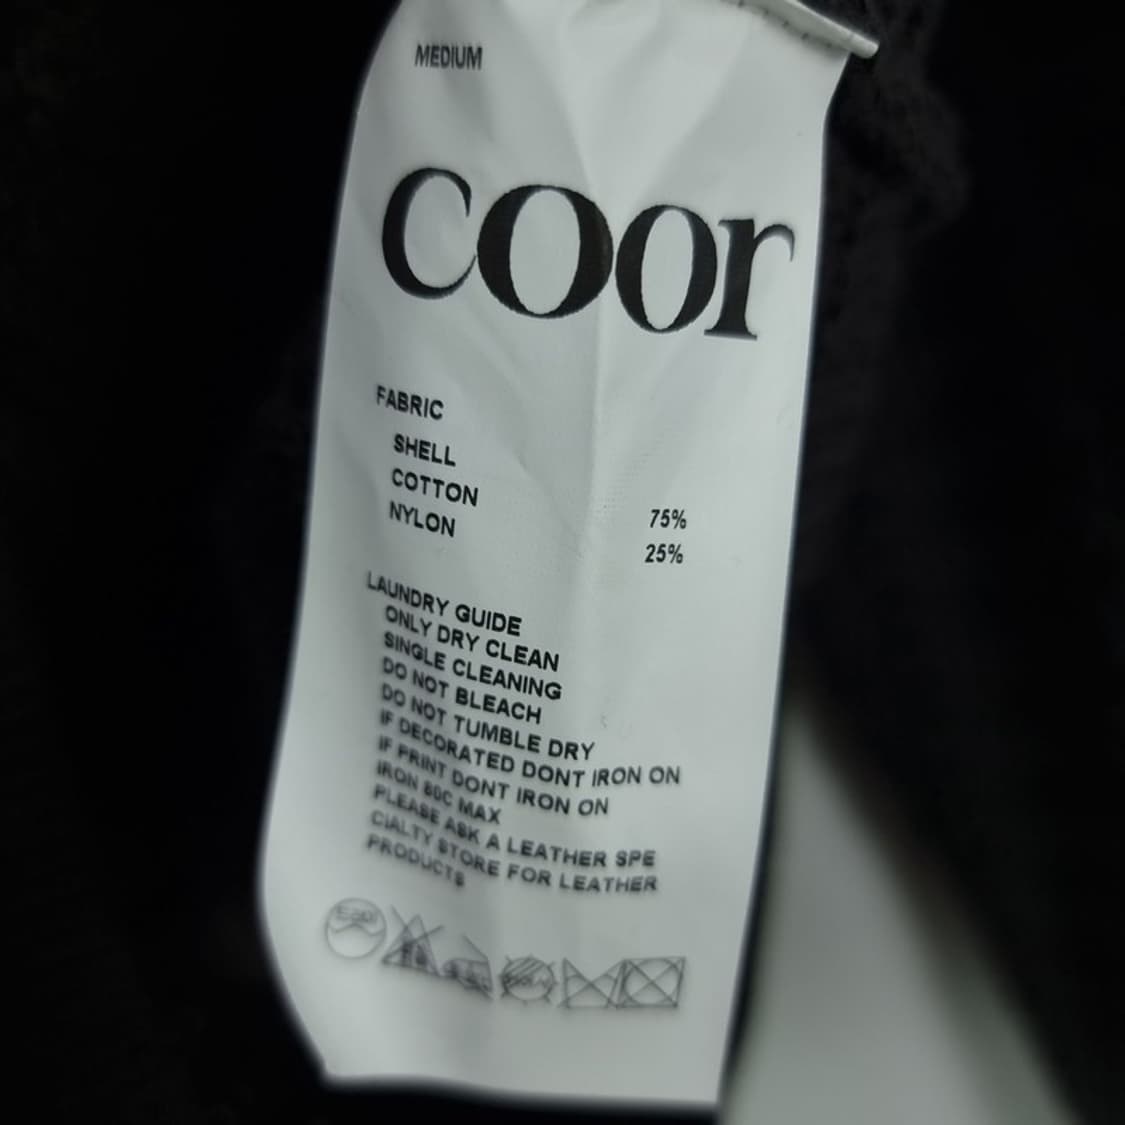 MEDIUM
coor
FABRIC
SHELL
COTTON 75%
NYLON 25%
LAUNDRY GUIDE
ONLY DRY CLEAN
SINGLE CLEANING
DO NOT BLEACH
DO NOT TUMBLE DRY
IF DECORATED DONT IRON ON
IF PRINT DONT IRON ON
IRON 80C MAX
PLEASE ASK A LEATHER SPE
CIALTY STORE FOR LEATHER
PRODUCTS